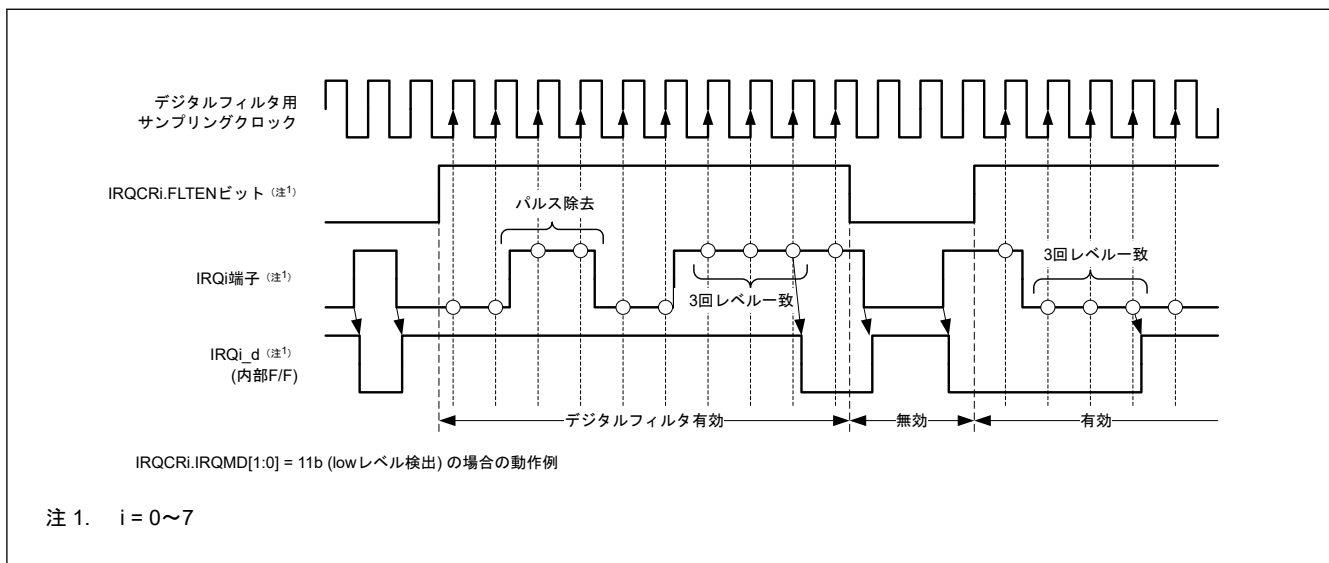 デジタルフィルタ用
サンプリングクロック
IRQCRi.FLTENビット (注1)
パルス除去
IRQi端子 (注1)
3回レベル一致
3回レベル一致
IRQi_d (注1)
(内部F/F)
デジタルフィルタ有効
無効
有効
IRQCRi.IRQMD[1:0] = 11b (lowレベル検出) の場合の動作例
注 1. i = 0～7